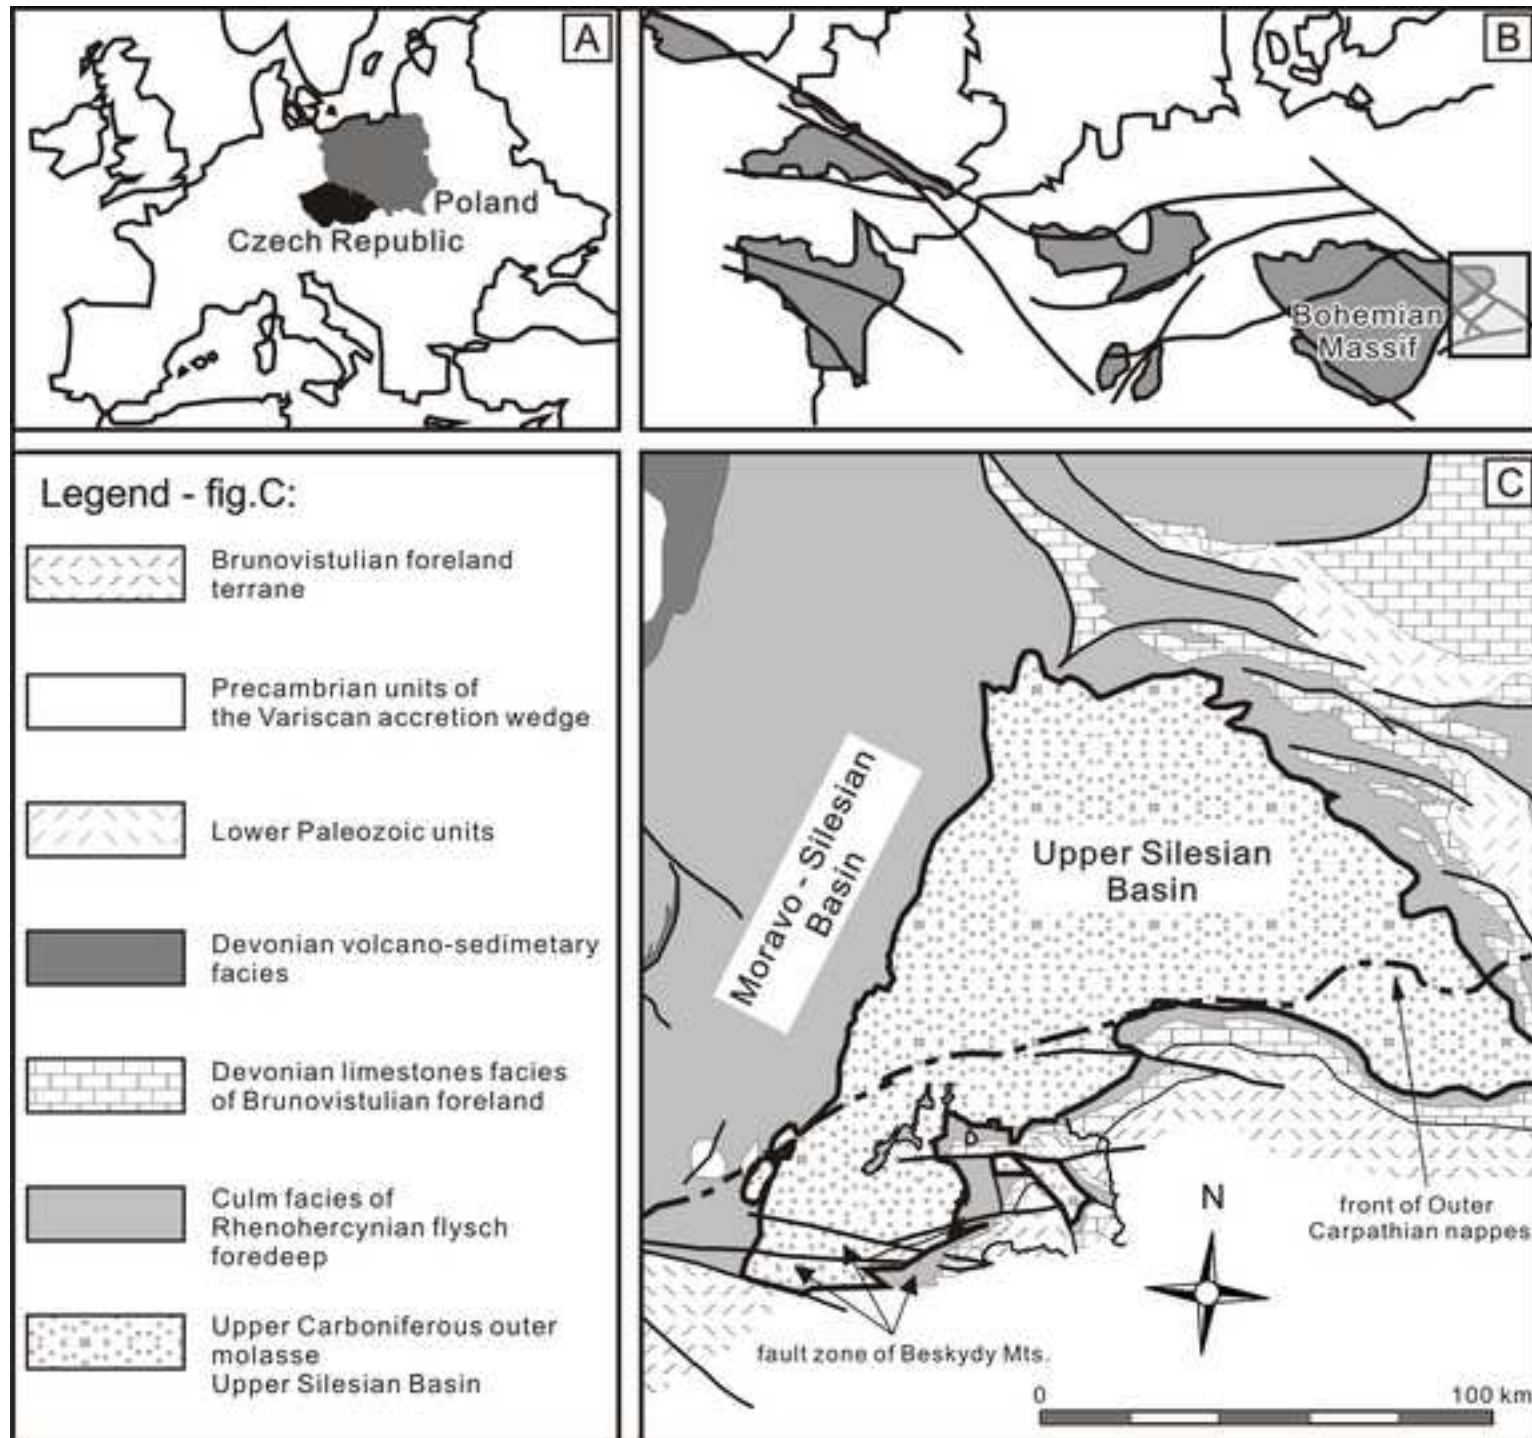 A
Poland
Czech Republic
B
Bohemian
Massif
Legend - fig.C:
Brunovistulian foreland
terrane
Precambrian units of
the Variscan accretion wedge
Lower Paleozoic units
Devonian volcano-sedimetary
facies
Devonian limestones facies
of Brunovistulian foreland
Culm facies of
Rhenohercynian flysch
foredeep
Upper Carboniferous outer
molasse
Upper Silesian Basin
C
Moravo - Silesian
Basin
Upper Silesian
Basin
N
front of Outer
Carpathian nappes
fault zone of Beskydy Mts.
0
100 km